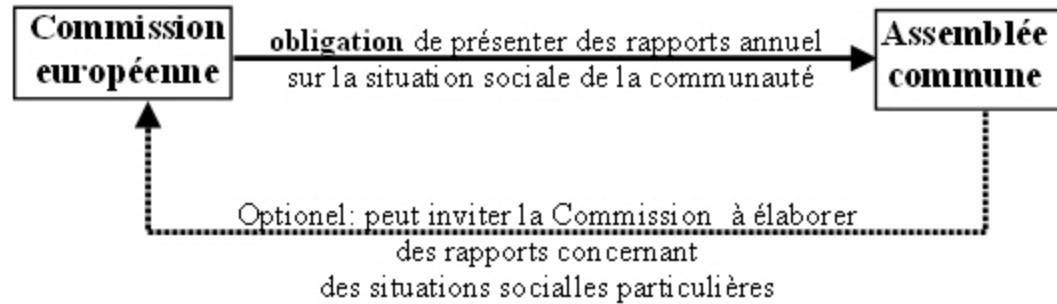 Commission
européenne
obligation de présenter des rapports annuel
sur la situation sociale de la communauté
Assemblée
commune
Optionel: peut inviter la Commission à élaborer
des rapports concernant
des situations socialles particulières